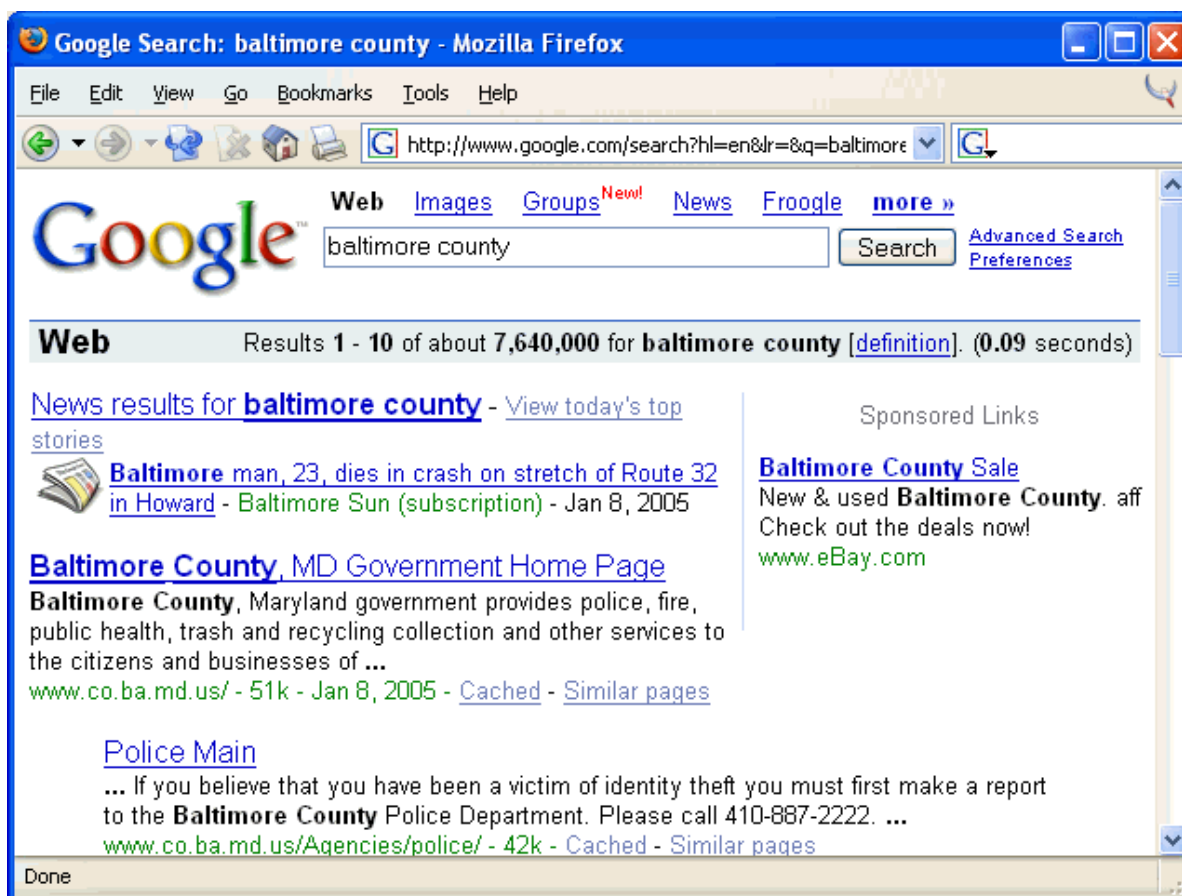 Google Search: baltimore county - Mozilla Firefox
File Edit View Go Bookmarks Tools Help
G http://www.google.com/search?hl=en&lr=&q=baltimore G
Web Images Groups New! News Froogle more »
Google™ baltimore county Search Advanced Search
Preferences
Web Results 1 - 10 of about 7,640,000 for baltimore county [definition]. (0.09 seconds)
News results for baltimore county - View today's top
stories
Baltimore man, 23, dies in crash on stretch of Route 32
in Howard - Baltimore Sun (subscription) - Jan 8, 2005
Baltimore County, MD Government Home Page
Baltimore County, Maryland government provides police, fire,
public health, trash and recycling collection and other services to
the citizens and businesses of ...
www.co.ba.md.us/ - 51k - Jan 8, 2005 - Cached - Similar pages
Police Main
... If you believe that you have been a victim of identity theft you must first make a report
to the Baltimore County Police Department. Please call 410-887-2222. ...
www.co.ba.md.us/Agencies/police/ - 42k - Cached - Similar pages
Sponsored Links
Baltimore County Sale
New & used Baltimore County. aff
Check out the deals now!
www.eBay.com
Done